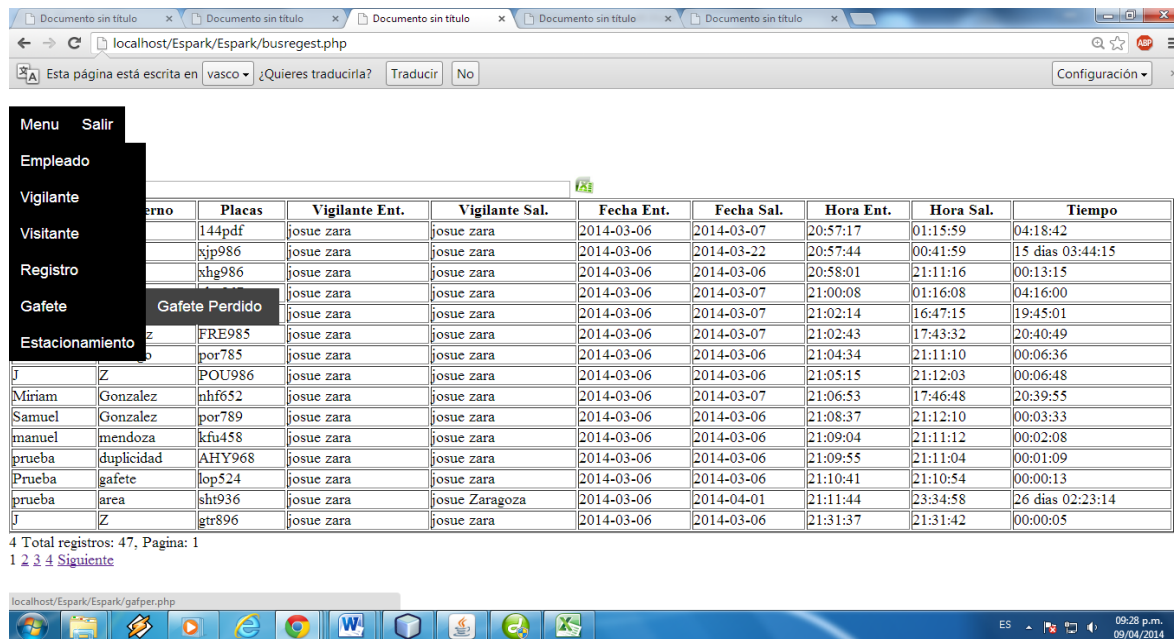 Documento sin título × Documento sin título × Documento sin título × Documento sin título × Documento sin título ×
localhost/Espark/Espark/busregest.php ABP
Esta página está escrita en vasco ¿Quieres traducirla? Traducir No Configuración
Menu Salir
Empleado
Vigilante
erno Placas Vigilante Ent. Vigilante Sal. Fecha Ent. Fecha Sal. Hora Ent. Hora Sal. Tiempo
144pdf josue zara josue zara 2014-03-06 2014-03-07 20:57:17 01:15:59 04:18:42
Visitante
xjp986 josue zara josue zara 2014-03-06 2014-03-22 20:57:44 00:41:59 15 dias 03:44:15
Registro
xhg986 josue zara josue zara 2014-03-06 2014-03-06 20:58:01 21:11:16 00:13:15
josue zara josue zara 2014-03-06 2014-03-07 21:00:08 01:16:08 04:16:00
Gafete Gafete Perdido
josue zara josue zara 2014-03-06 2014-03-07 21:02:14 16:47:15 19:45:01
z FRE985 josue zara josue zara 2014-03-06 2014-03-07 21:02:43 17:43:32 20:40:49
Estacionamiento
por785 josue zara josue zara 2014-03-06 2014-03-06 21:04:34 21:11:10 00:06:36
J Z POU986 josue zara josue zara 2014-03-06 2014-03-06 21:05:15 21:12:03 00:06:48
Miriam Gonzalez nhf652 josue zara josue zara 2014-03-06 2014-03-07 21:06:53 17:46:48 20:39:55
Samuel Gonzalez por789 josue zara josue zara 2014-03-06 2014-03-06 21:08:37 21:12:10 00:03:33
manuel mendoza kfu458 josue zara josue zara 2014-03-06 2014-03-06 21:09:04 21:11:12 00:02:08
prueba duplicidad AHY968 josue zara josue zara 2014-03-06 2014-03-06 21:09:55 21:11:04 00:01:09
Prueba gafete lop524 josue zara josue zara 2014-03-06 2014-03-06 21:10:41 21:10:54 00:00:13
prueba area sht936 josue zara josue Zaragoza 2014-03-06 2014-04-01 21:11:44 23:34:58 26 dias 02:23:14
J Z gtr896 josue zara josue zara 2014-03-06 2014-03-06 21:31:37 21:31:42 00:00:05
4 Total registros: 47, Pagina: 1
1 2 3 4 Siguiente
localhost/Espark/Espark/gafper.php
ES 09:28 p.m.
09/04/2014